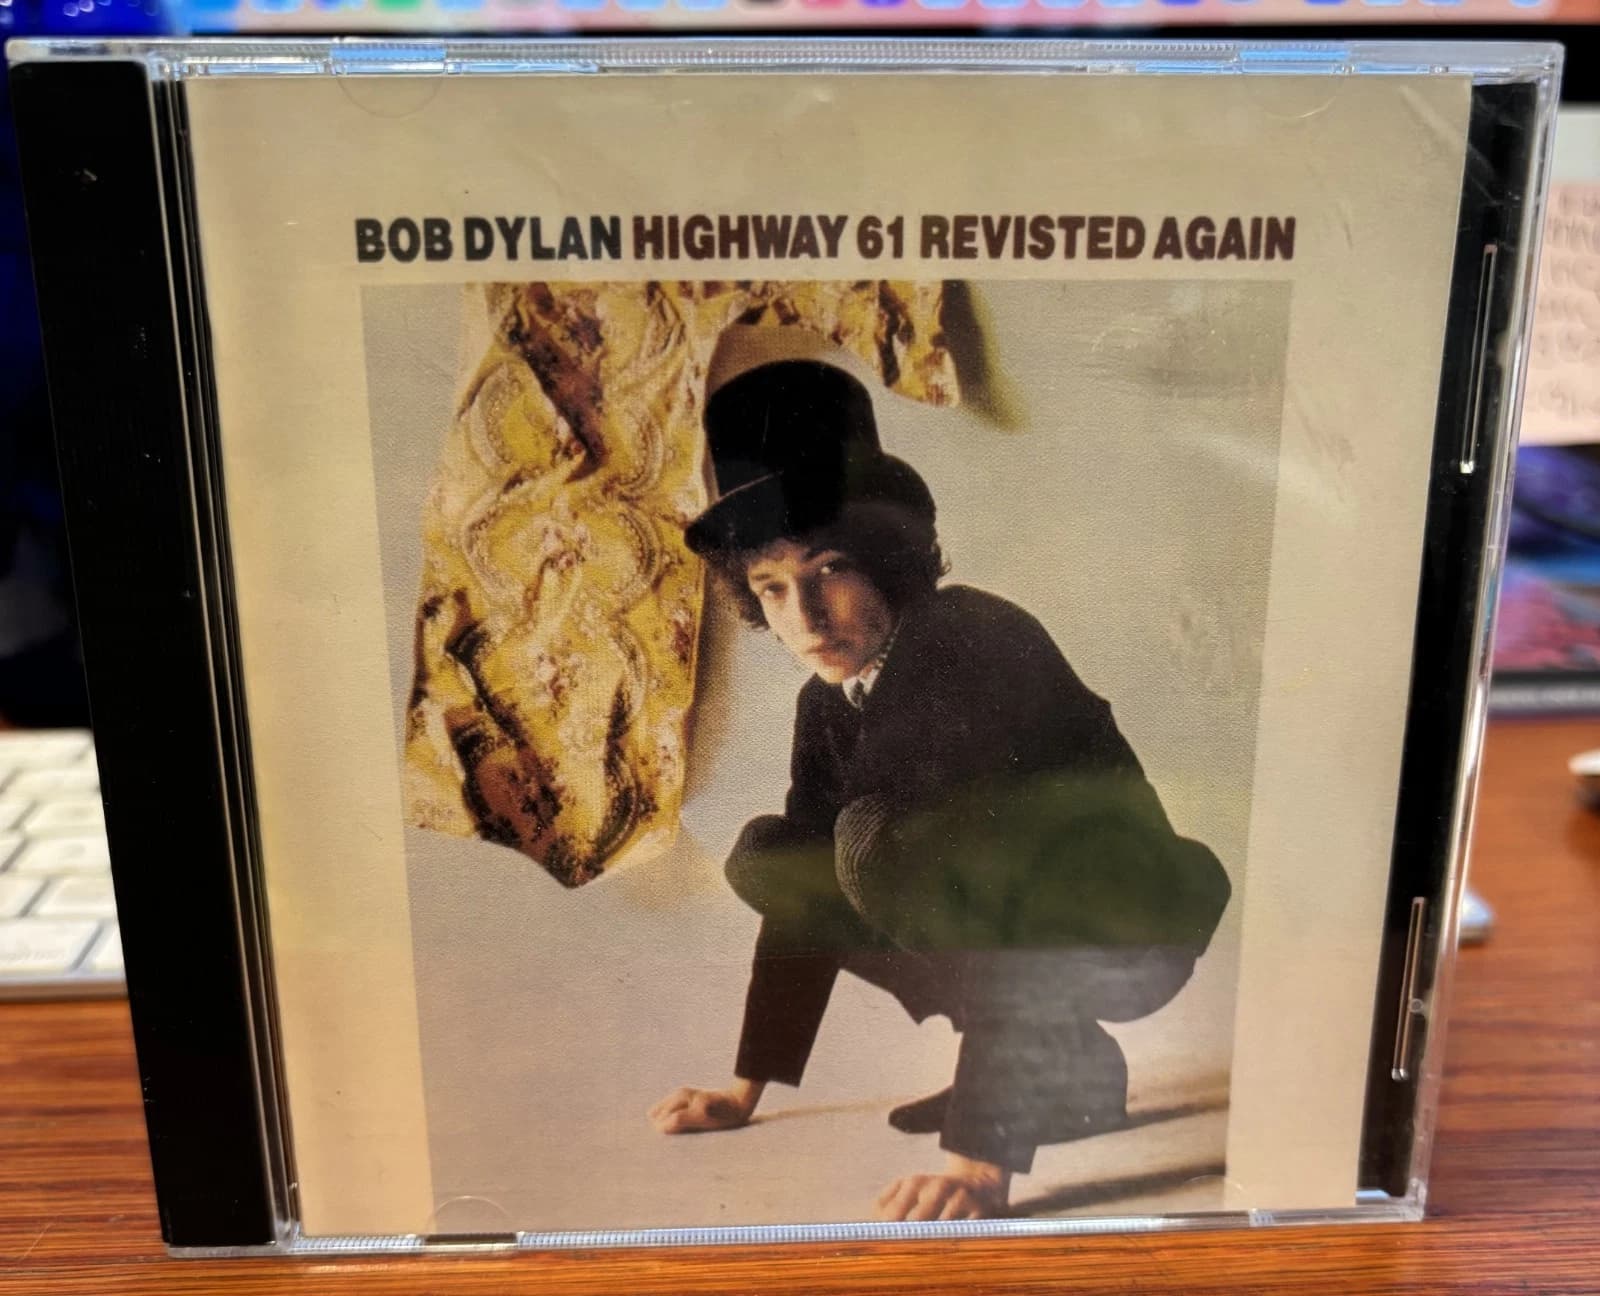 BOB DYLAN HIGHWAY 61 REVISTED AGAIN